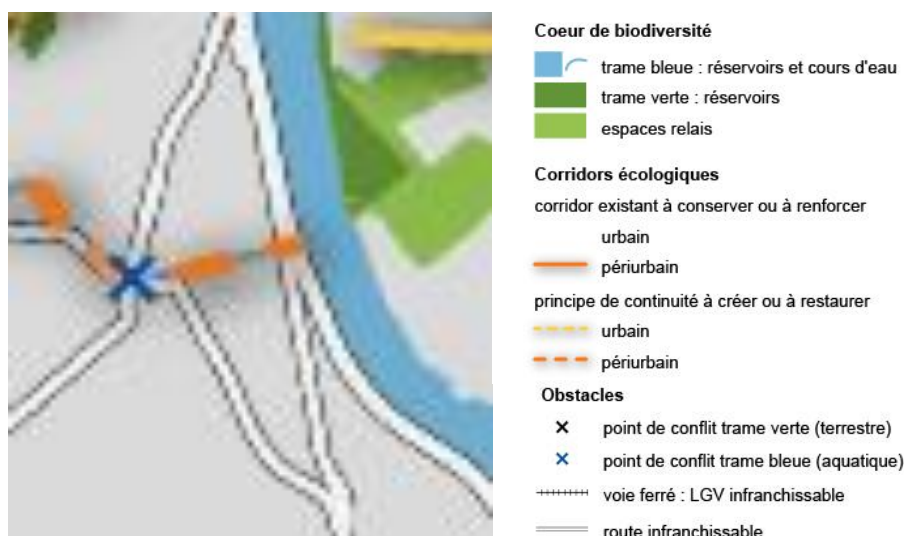 Coeur de biodiversité
trame bleue : réservoirs et cours d'eau
trame verte : réservoirs
espaces relais
Corridors écologiques
corridor existant à conserver ou à renforcer
urbain
périurbain
principe de continuité à créer ou à restaurer
urbain
périurbain
Obstacles
point de conflit trame verte (terrestre)
point de conflit trame bleue (aquatique)
voie ferré : LGV infranchissable
route infranchissable